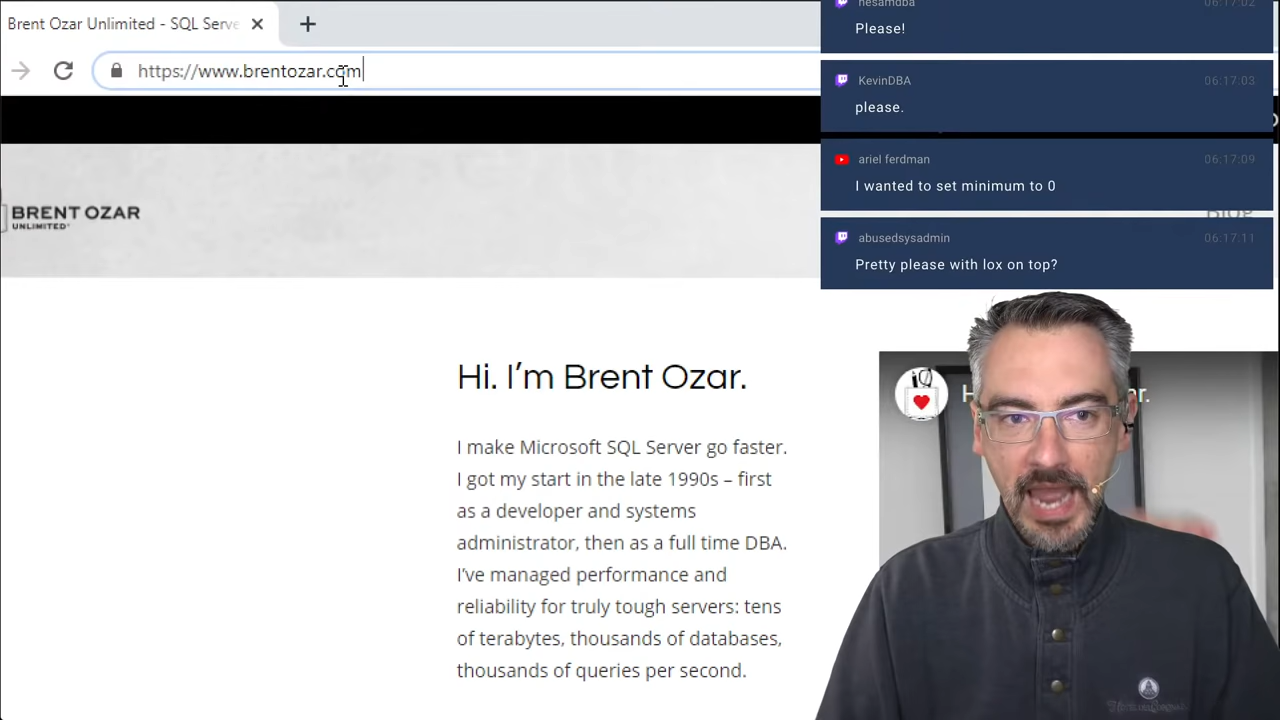 Brent Ozar Unlimited - SQL Serve
https://www.brentozar.com
BRENT OZAR
UNLIMITED
Hi. I’m Brent Ozar.
I make Microsoft SQL Server go faster.
I got my start in the late 1990s – first
as a developer and systems
administrator, then as a full time DBA.
I’ve managed performance and
reliability for truly tough servers: tens
of terabytes, thousands of databases,
thousands of queries per second.
hesamdba 06:17:02
Please!
KevinDBA 06:17:03
please.
ariel ferdman 06:17:09
I wanted to set minimum to 0
abusedsysadmin 06:17:11
Pretty please with lox on top?
Blog